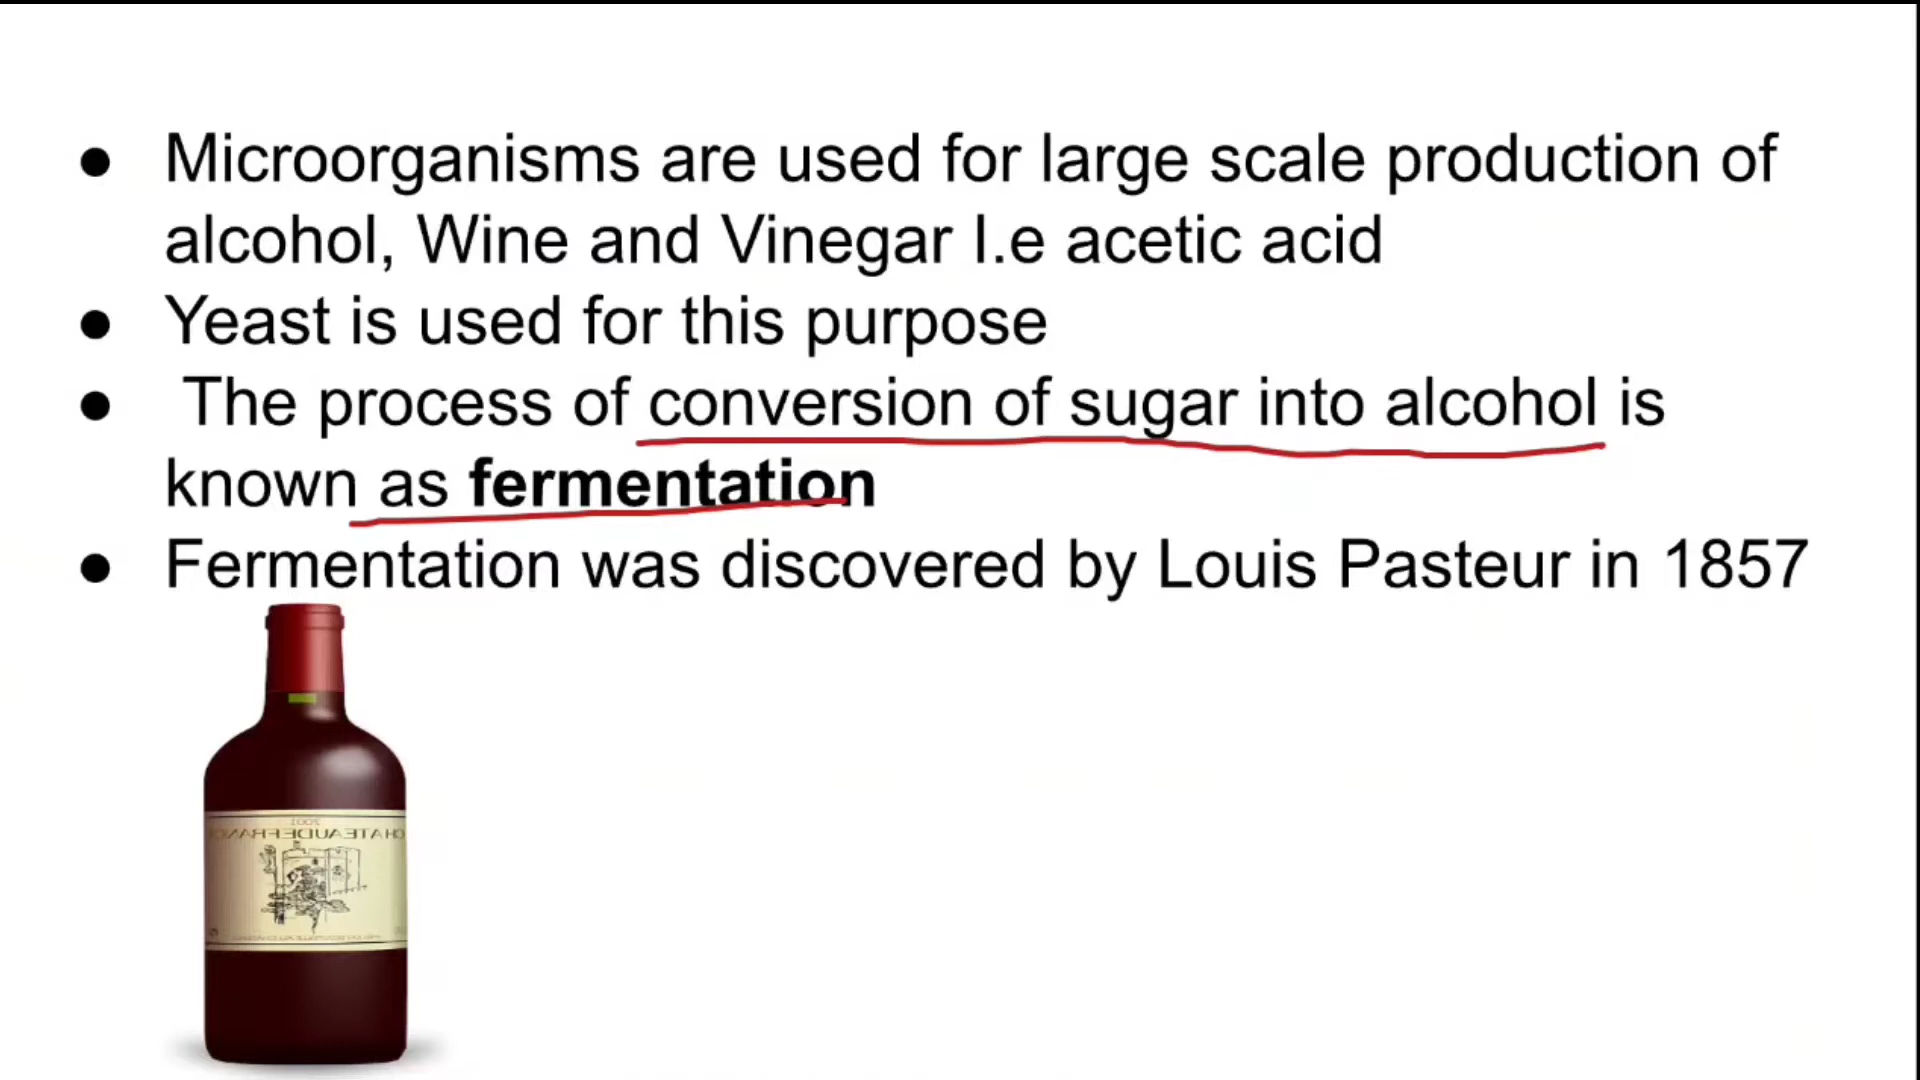 ● Microorganisms are used for large scale production of
alcohol, Wine and Vinegar I.e acetic acid
● Yeast is used for this purpose
● The process of conversion of sugar into alcohol is
known as fermentation
● Fermentation was discovered by Louis Pasteur in 1857
2001
CHATEAUDEFRANC